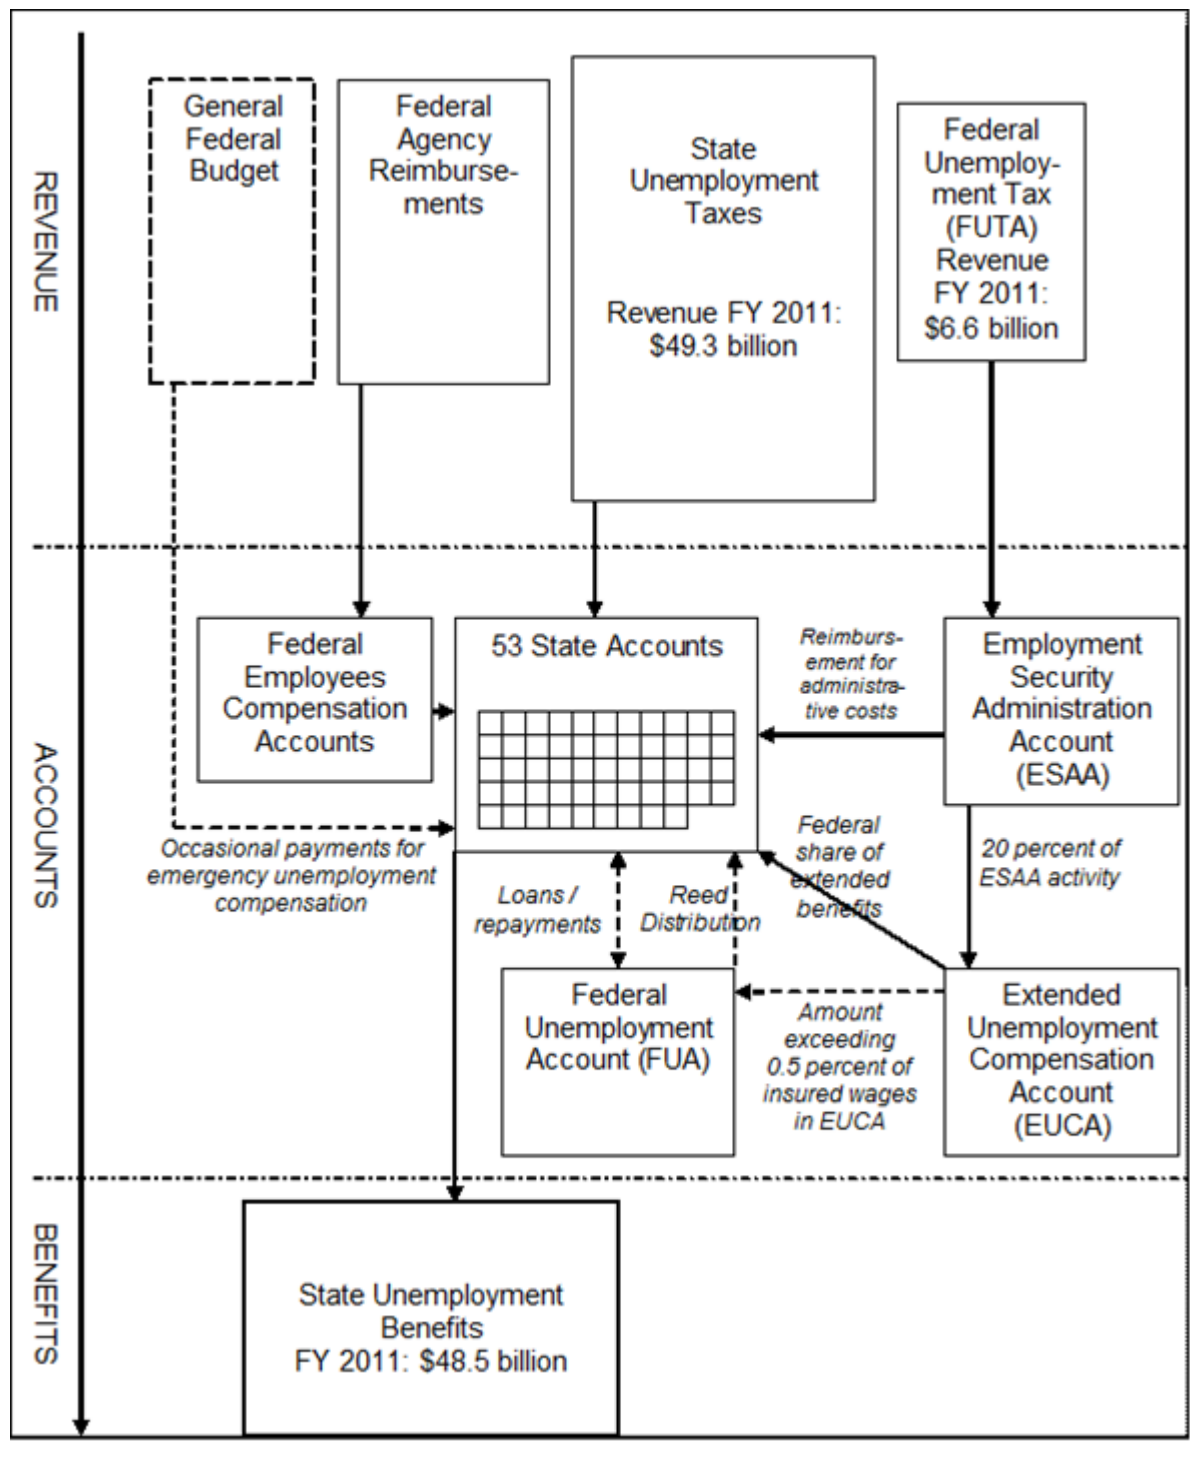 REVENUE
General
Federal
Budget
Federal
Agency
Reimburse-
ments
State
Unemployment
Taxes
Revenue FY 2011:
$49.3 billion
Federal
Unemploy-
ment Tax
(FUTA)
Revenue
FY 2011:
$6.6 billion
ACCOUNTS
Federal
Employees
Compensation
Accounts
53 State Accounts
Reimburs-
ement for
administra-
tive costs
Employment
Security
Administration
Account
(ESAA)
Occasional payments for
emergency unemployment
compensation
Loans /
repayments
Reed
Distribution
Federal
share of
extended
benefits
20 percent of
ESAA activity
Federal
Unemployment
Account (FUA)
Amount
exceeding
0.5 percent of
insured wages
in EUCA
Extended
Unemployment
Compensation
Account
(EUCA)
BENEFITS
State Unemployment
Benefits
FY 2011: $48.5 billion